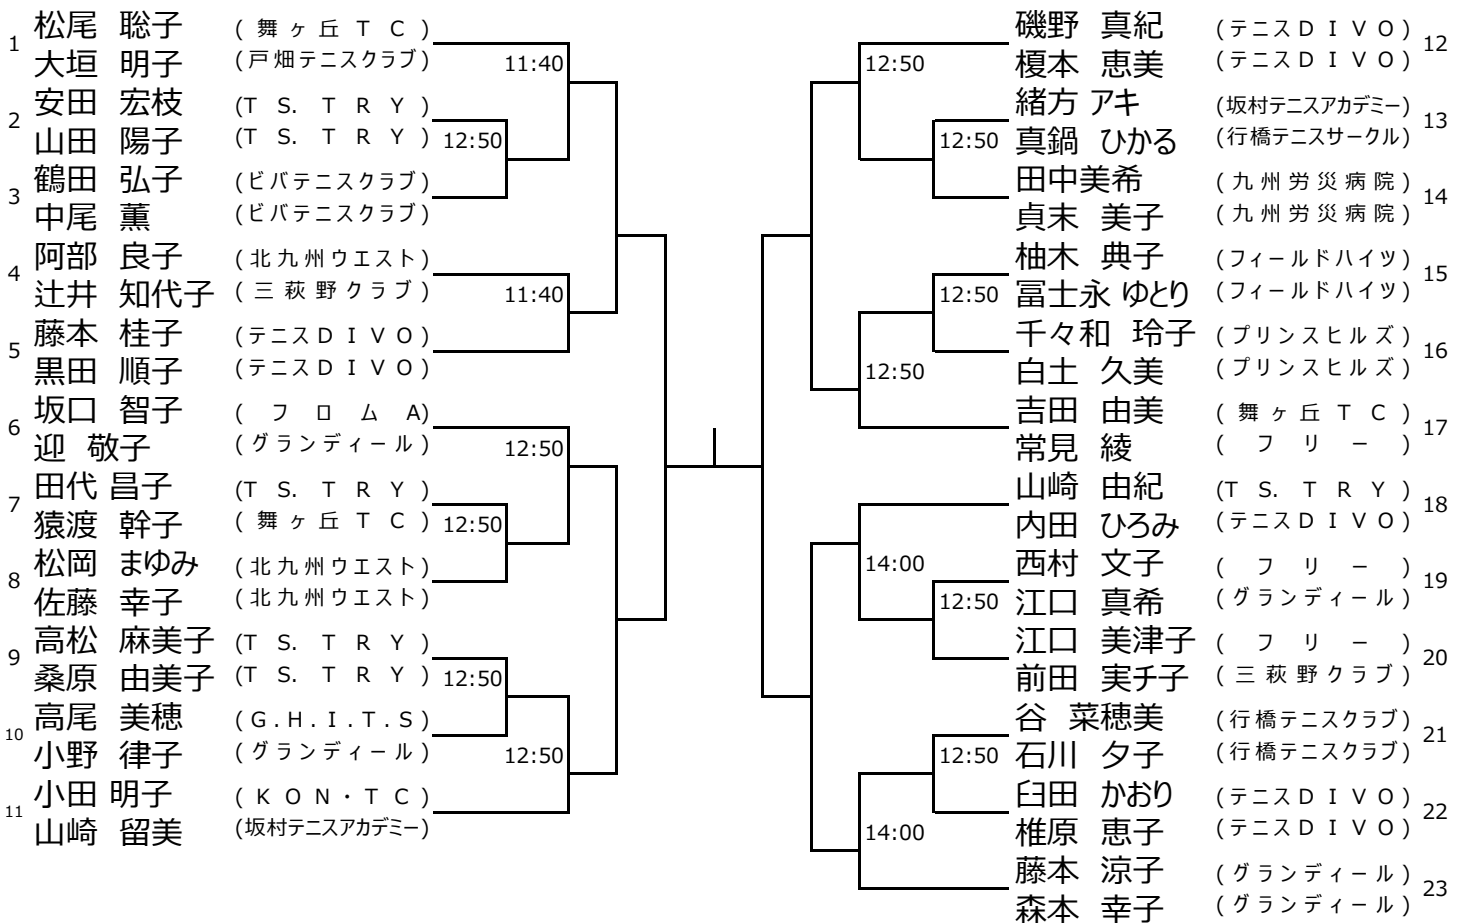 1 松尾 聡子 (舞ヶ丘TC)
大垣 明子 (戸畑テニスクラブ) 11:40
2 安田 宏枝 (TS.TRY)
山田 陽子 (TS.TRY) 12:50
3 鶴田 弘子 (ビバテニスクラブ)
中尾 薫 (ビバテニスクラブ)
4 阿部 良子 (北九州ウエスト)
辻井 知代子 (三萩野クラブ) 11:40
5 藤本 桂子 (テニスDIVO)
黒田 順子 (テニスDIVO)
6 坂口 智子 (フロムA)
迎 敬子 (グランディール) 12:50
7 田代 昌子 (TS.TRY)
猿渡 幹子 (舞ヶ丘TC) 12:50
8 松岡 まゆみ (北九州ウエスト)
佐藤 幸子 (北九州ウエスト)
9 高松 麻美子 (TS.TRY)
桑原 由美子 (TS.TRY) 12:50
10 高尾 美穂 (G.H.I.T.S)
小野 律子 (グランディール) 12:50
11 小田 明子 (KON・TC)
山崎 留美 (坂村テニスアカデミー)
磯野 真紀 (テニスDIVO) 12
12:50 榎本 恵美 (テニスDIVO)
緒方 アキ (坂村テニスアカデミー) 13
12:50 真鍋 ひかる (行橋テニスサークル)
田中美希 (九州労災病院) 14
貞末 美子 (九州労災病院)
柚木 典子 (フィールドハイツ) 15
12:50 冨士永 ゆとり (フィールドハイツ)
千々和 玲子 (プリンスヒルズ) 16
12:50 白土 久美 (プリンスヒルズ)
吉田 由美 (舞ヶ丘TC) 17
常見 綾 (フリー)
山崎 由紀 (TS.TRY) 18
内田 ひろみ (テニスDIVO)
14:00 西村 文子 (フリー) 19
12:50 江口 真希 (グランディール)
江口 美津子 (フリー) 20
前田 実チ子 (三萩野クラブ)
谷 菜穂美 (行橋テニスクラブ) 21
12:50 石川 夕子 (行橋テニスクラブ)
臼田 かおり (テニスDIVO) 22
14:00 椎原 恵子 (テニスDIVO)
藤本 涼子 (グランディール) 23
森本 幸子 (グランディール)